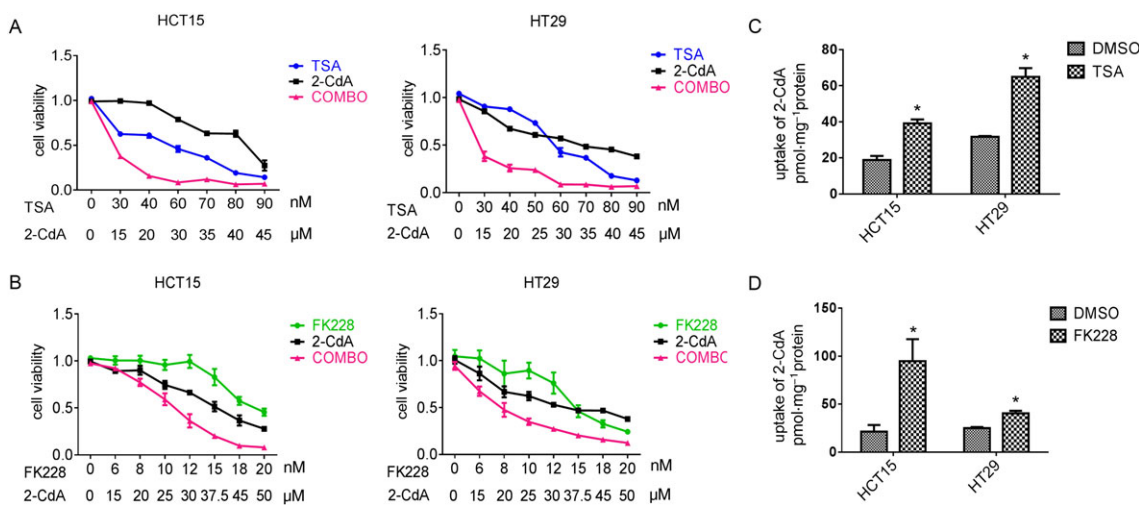 A
HCT15
cell viability
1.5
1.0
0.5
0.0
TSA
2-CdA
COMBO
TSA 0 30 40 60 70 80 90 nM
2-CdA 0 15 20 30 35 40 45 μM
HT29
cell viability
1.5
1.0
0.5
0.0
TSA
2-CdA
COMBO
TSA 0 30 40 50 60 70 80 90 nM
2-CdA 0 15 20 25 30 35 40 45 μM
C
uptake of 2-CdA
pmol·mg⁻¹ protein
80
60
40
20
0
* *
HCT15 HT29
DMSO
TSA
B
HCT15
cell viability
1.5
1.0
0.5
0.0
FK228
2-CdA
COMBO
FK228 0 6 8 10 12 15 18 20 nM
2-CdA 0 15 20 25 30 37.5 45 50 μM
HT29
cell viability
1.5
1.0
0.5
0.0
FK228
2-CdA
COMBO
FK228 0 6 8 10 12 15 18 20 nM
2-CdA 0 15 20 25 30 37.5 45 50 μM
D
uptake of 2-CdA
pmol·mg⁻¹ protein
150
100
50
0
* *
HCT15 HT29
DMSO
FK228